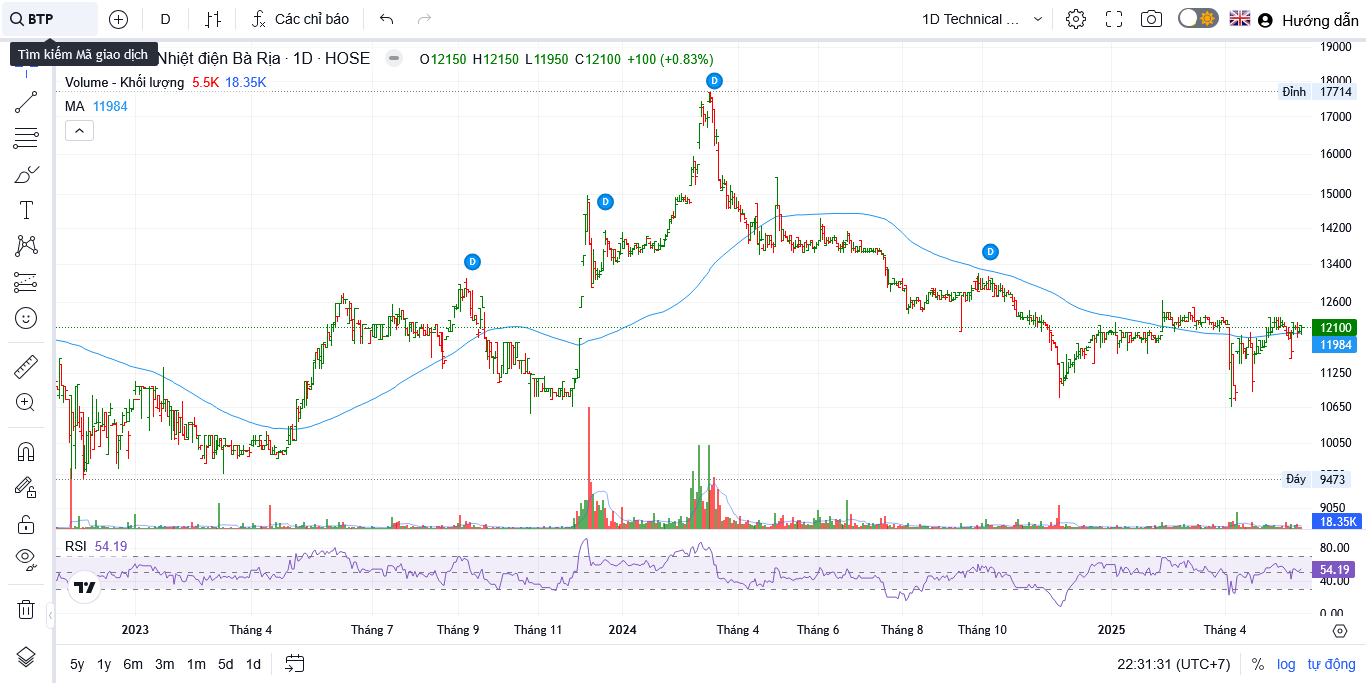 BTP D Các chỉ báo 1D Technical ... Hướng dẫn
Tìm kiếm Mã giao dịch
Nhiệt điện Bà Rịa · 1D · HOSE O12150 H12150 L11950 C12100 +100 (+0.83%)
Volume - Khối lượng 5.5K 18.35K
MA 11984
D
D
D
D
19000
18000
Đỉnh 17714
17000
16000
15000
14200
13400
12600
12100
11984
11250
10650
10050
Đáy 9473
9050
18.35K
RSI 54.19
80.00
54.19
40.00
0.00
2023 Tháng 4 Tháng 7 Tháng 9 Tháng 11 2024 Tháng 4 Tháng 6 Tháng 8 Tháng 10 2025 Tháng 4
5y 1y 6m 3m 1m 5d 1d 22:31:31 (UTC+7) % log tự động